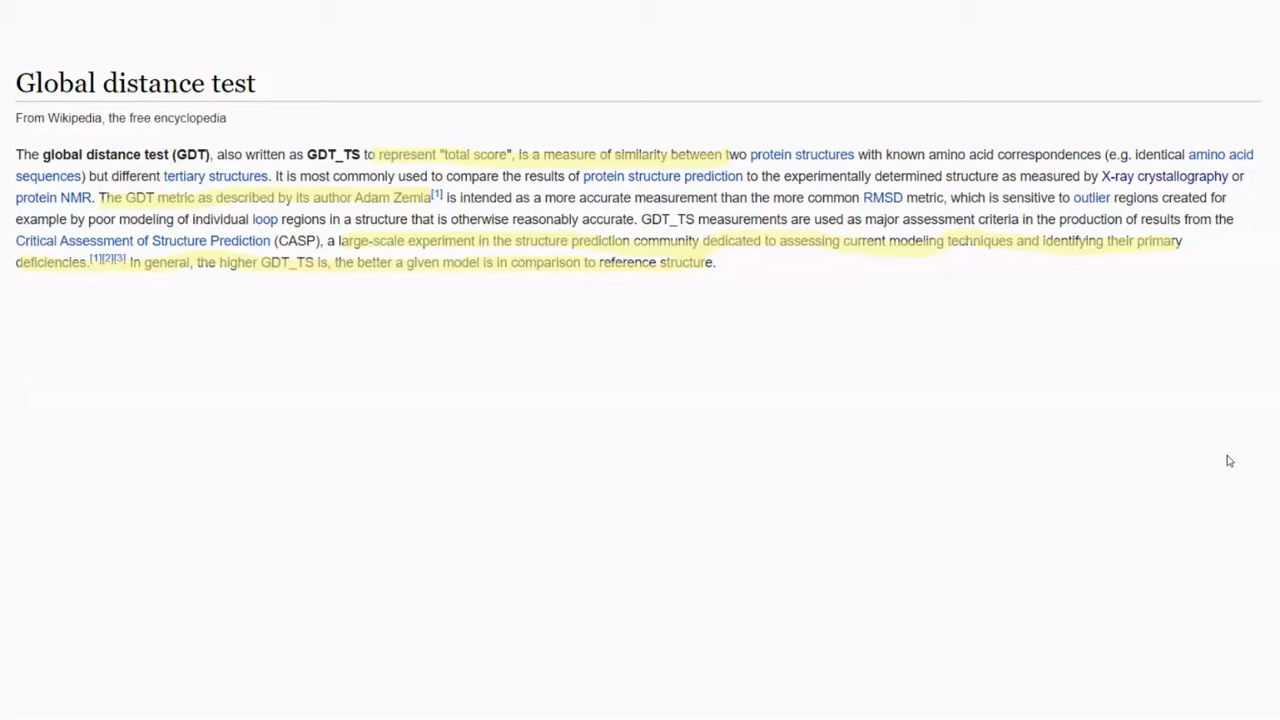 Global distance test
From Wikipedia, the free encyclopedia
The global distance test (GDT), also written as GDT_TS to represent "total score", is a measure of similarity between two protein structures with known amino acid correspondences (e.g. identical amino acid
sequences) but different tertiary structures. It is most commonly used to compare the results of protein structure prediction to the experimentally determined structure as measured by X-ray crystallography or
protein NMR. The GDT metric as described by its author Adam Zemla[1] is intended as a more accurate measurement than the more common RMSD metric, which is sensitive to outlier regions created for
example by poor modeling of individual loop regions in a structure that is otherwise reasonably accurate. GDT_TS measurements are used as major assessment criteria in the production of results from the
Critical Assessment of Structure Prediction (CASP), a large-scale experiment in the structure prediction community dedicated to assessing current modeling techniques and identifying their primary
deficiencies.[1][2][3] In general, the higher GDT_TS is, the better a given model is in comparison to reference structure.